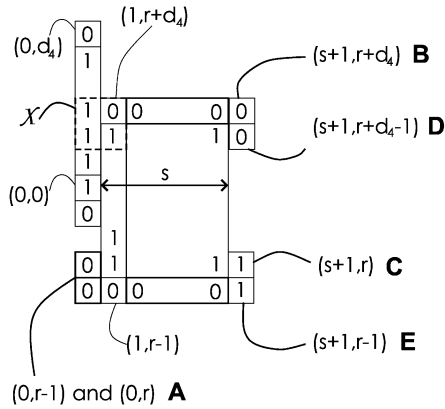 (1,r+d₄)
(0,d₄) 0 (s+1,r+d₄) B
1
X 1 0 0 0 0
1 1 1 0 (s+1,r+d₄-1) D
1
(0,0) 1 s
0
1
0 1 1 1 (s+1,r) C
0 0 0 0 1
(1,r-1) (s+1,r-1) E
(0,r-1) and (0,r) A